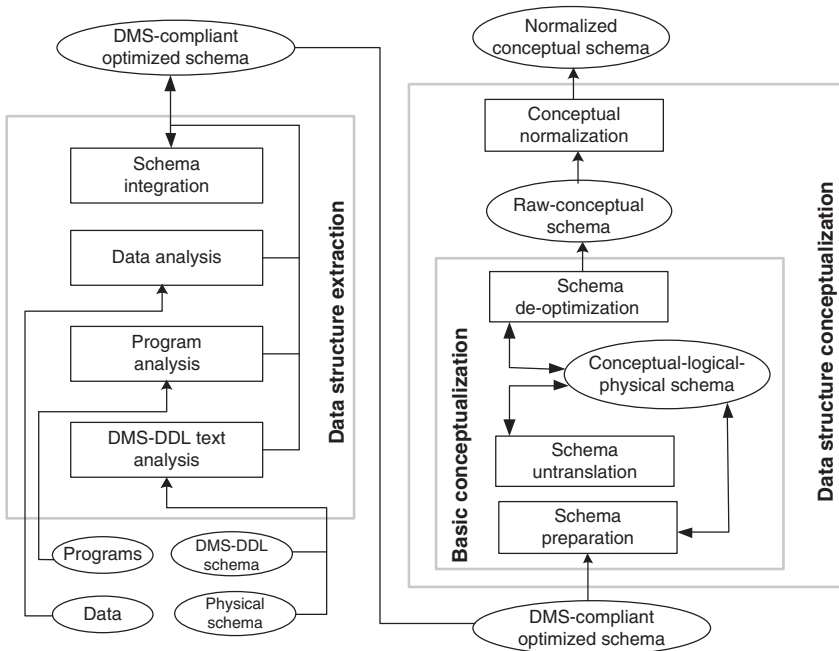 DMS-compliant
optimized schema
Schema
integration
Data analysis
Program
analysis
DMS-DDL text
analysis
Data structure extraction
Programs
DMS-DDL
schema
Data
Physical
schema
Normalized
conceptual schema
Conceptual
normalization
Raw-conceptual
schema
Schema
de-optimization
Conceptual-logical-
physical schema
Schema
untranslation
Schema
preparation
Basic conceptualization
Data structure conceptualization
DMS-compliant
optimized schema